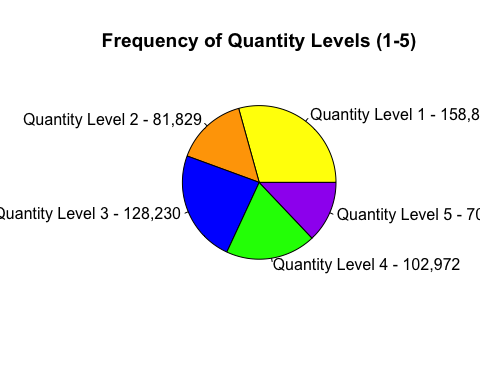 Frequency of Quantity Levels (1-5)
Quantity Level 1 - 158,8
Quantity Level 2 - 81,829
Quantity Level 3 - 128,230
Quantity Level 5 - 70
Quantity Level 4 - 102,972